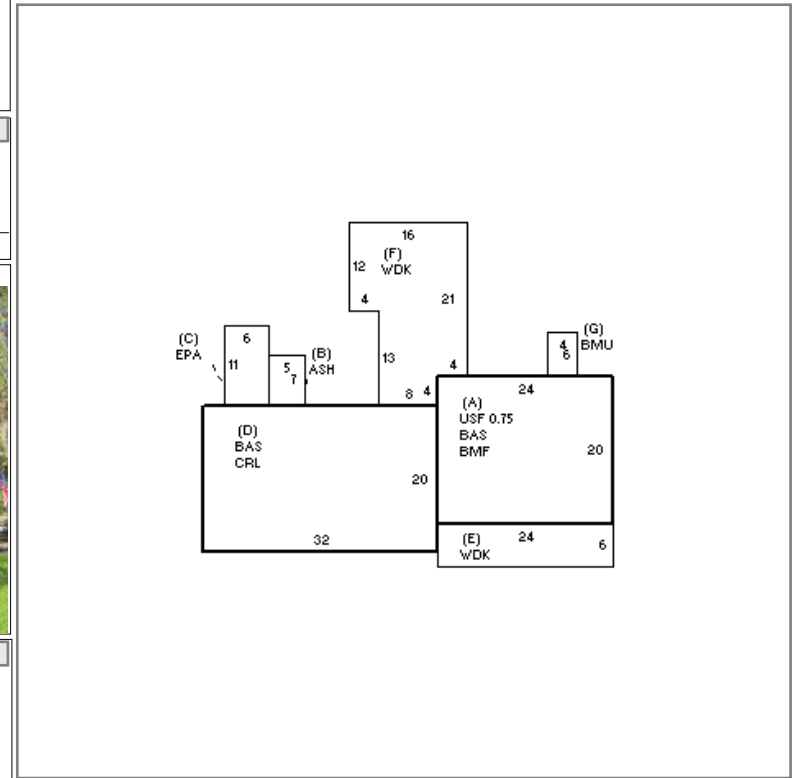 16
(F)
WDK
12
4
21
(C)
EPA
6
11
(B)
ASH
5
7
13
4
8
4
(G)
BMU
4
6
24
(A)
USF 0.75
BAS
BMF
20
(D)
BAS
CRL
20
32
(E)
WDK
24
6